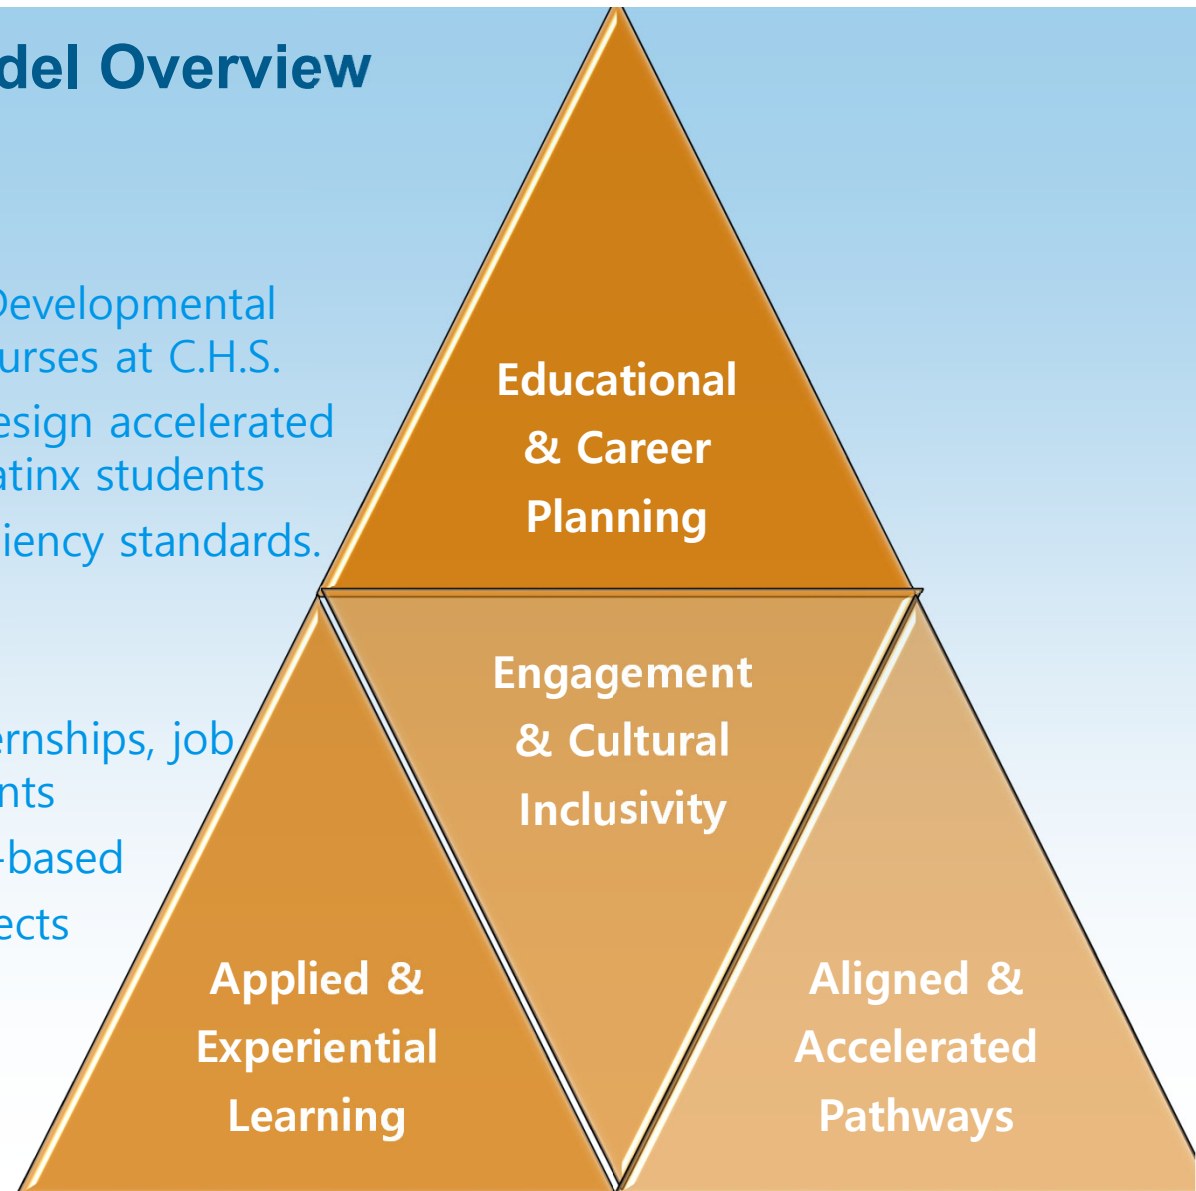 del Overview
Developmental
urses at C.H.S.
esign accelerated
atinx students
iency standards.
ernships, job
nts
-based
ects
Educational
& Career
Planning
Engagement
& Cultural
Inclusivity
Applied &
Experiential
Learning
Aligned &
Accelerated
Pathways